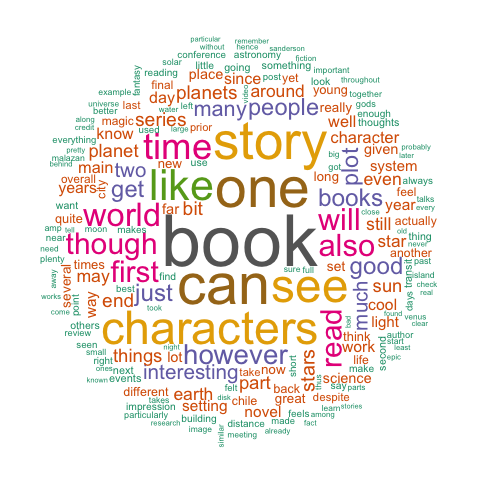 particular remember
without hence sanderson
solar conference astronomy fiction
little going something important
reading post look throughout
fantasy final place since yet young together
example last day planets around really gods
universe series many people well enough
better magic thoughts
water left video
along used large prior time story character
credit know plot given probably
pretty planet new use big system later
everything main two like one got even always
malazan behind overall get books long feel
years city world far bit will year talks
want quite book close still actually every
amp fell moon makes though also star old thing
near need first find can see sure full set good another never
plenty times just much sun past
away several may end took characters read cool days transit island
works way light check
come point others things lot however bad think second real
review seen night stars work found venus
small next interesting take now short life author clear
right ones events part thus science make start
best known different takes earth felt back say parts least
impression setting disk novel great despite epic
particularly chile feels learn stories
research building distance made among
image similar meeting already fact